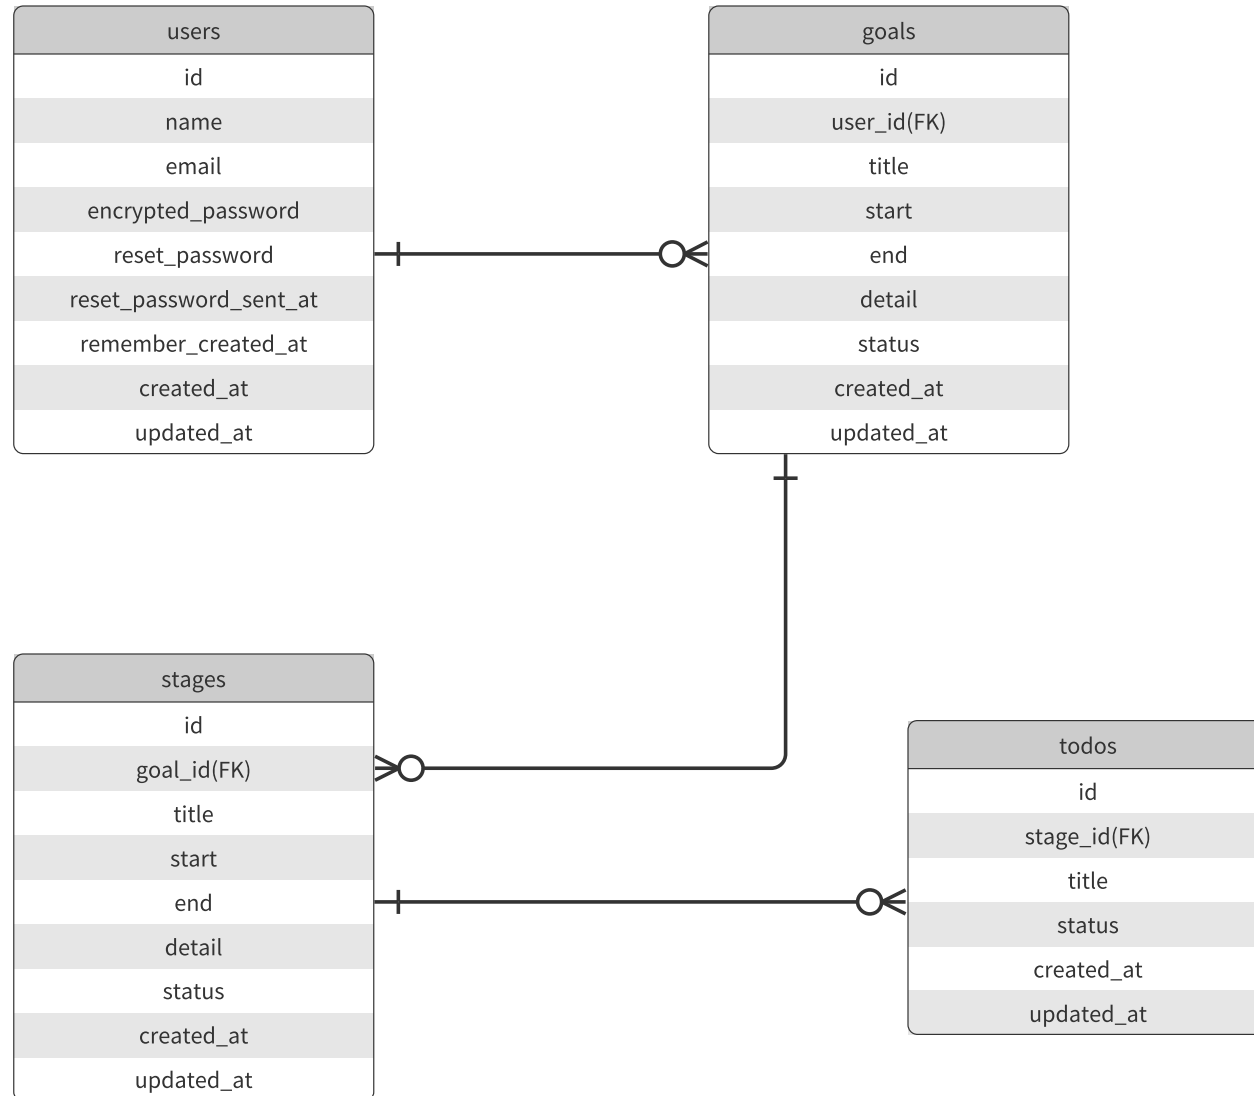 users
id
name
email
encrypted_password
reset_password
reset_password_sent_at
remember_created_at
created_at
updated_at
goals
id
user_id(FK)
title
start
end
detail
status
created_at
updated_at
stages
id
goal_id(FK)
title
start
end
detail
status
created_at
updated_at
todos
id
stage_id(FK)
title
status
created_at
updated_at